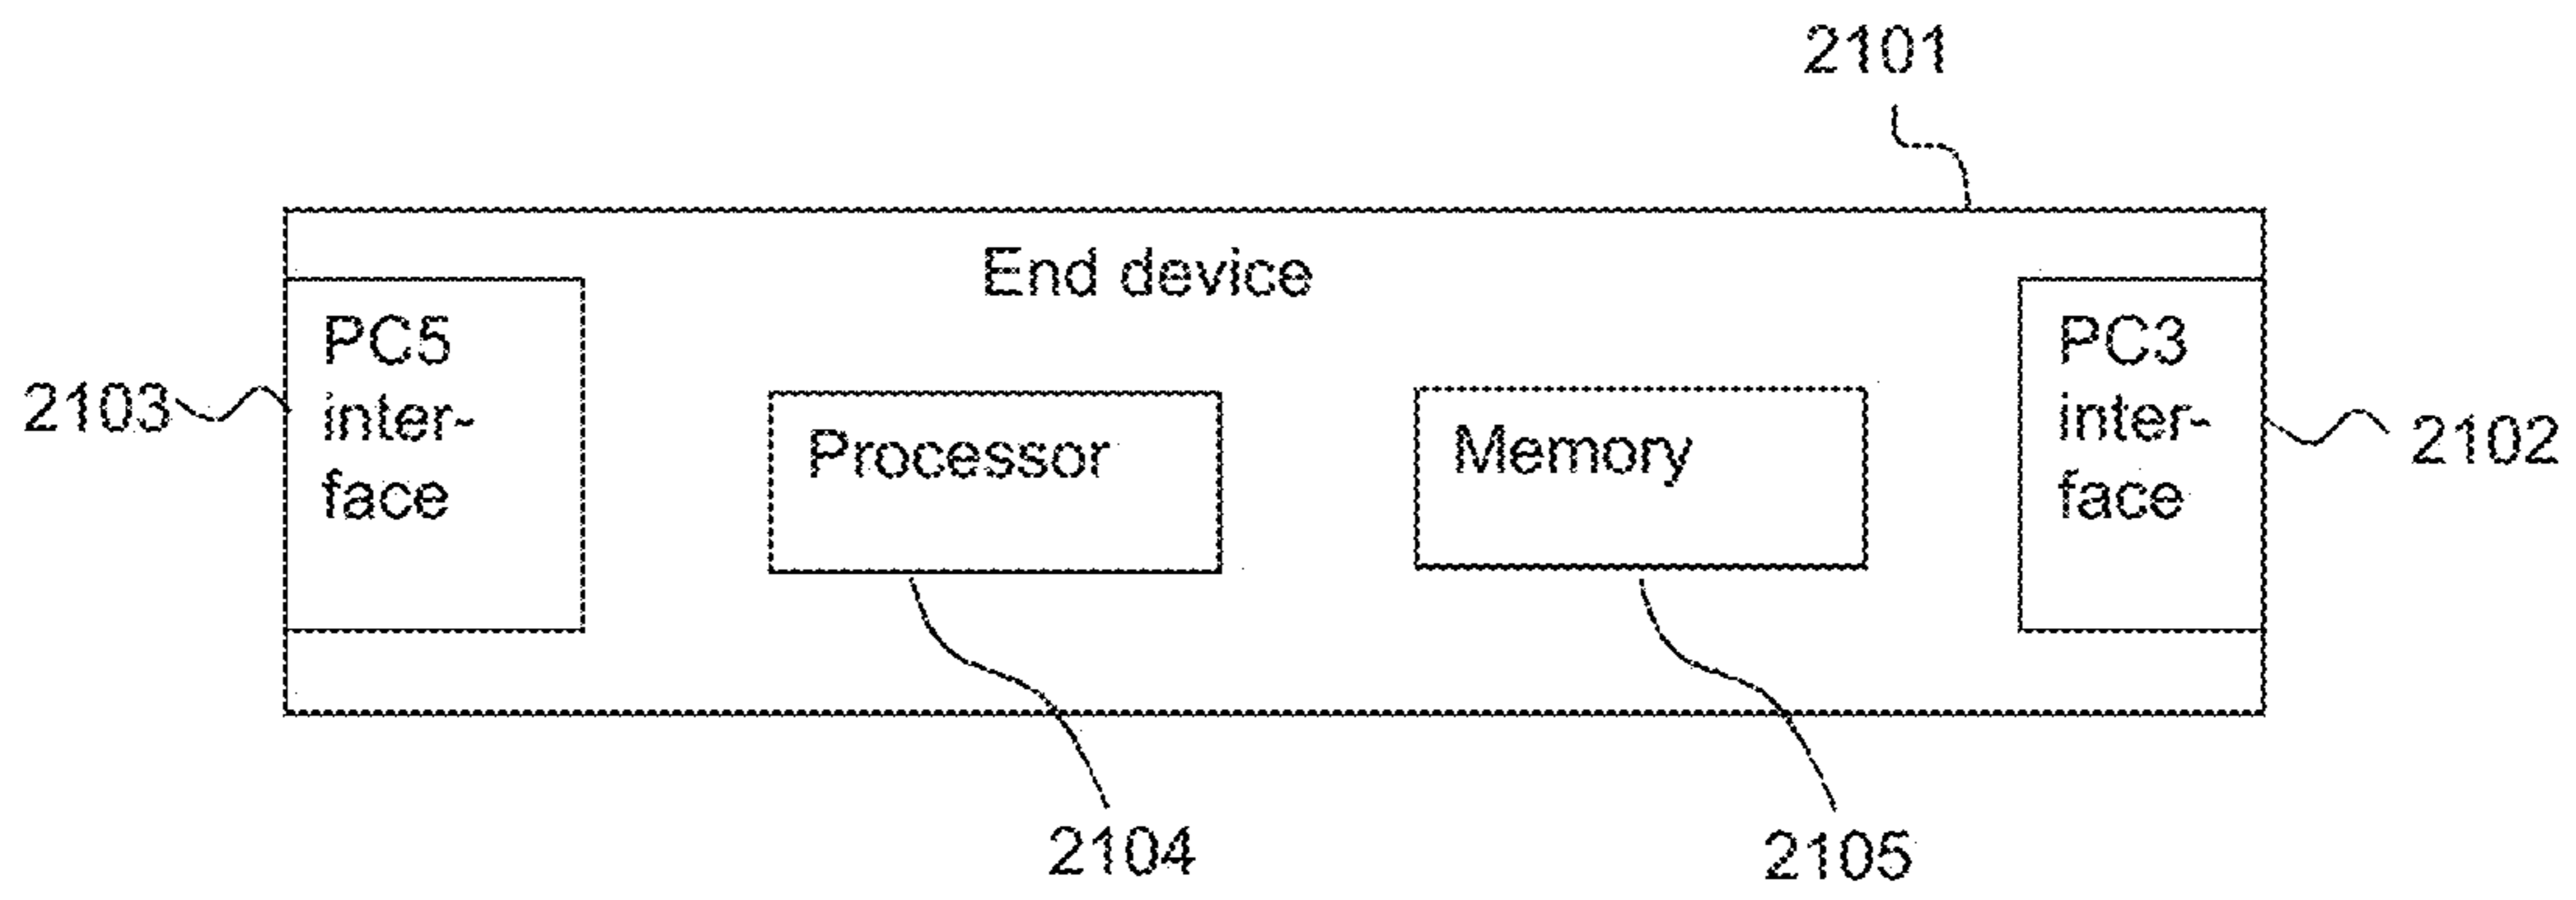 2101
End device
PC5
inter-
face
PC3
inter-
face
2103
Processor
Memory
2102
2104
2105